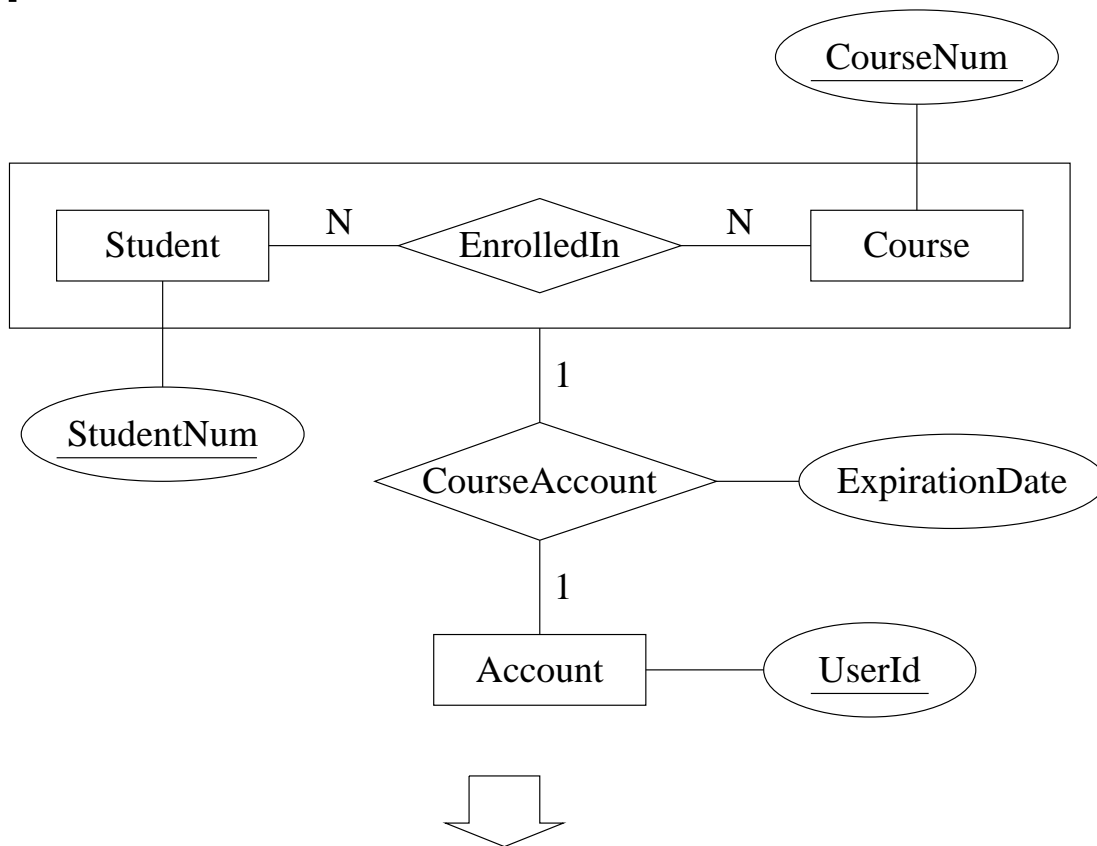 CourseNum
Student
N
EnrolledIn
N
Course
1
StudentNum
CourseAccount
ExpirationDate
1
Account
UserId